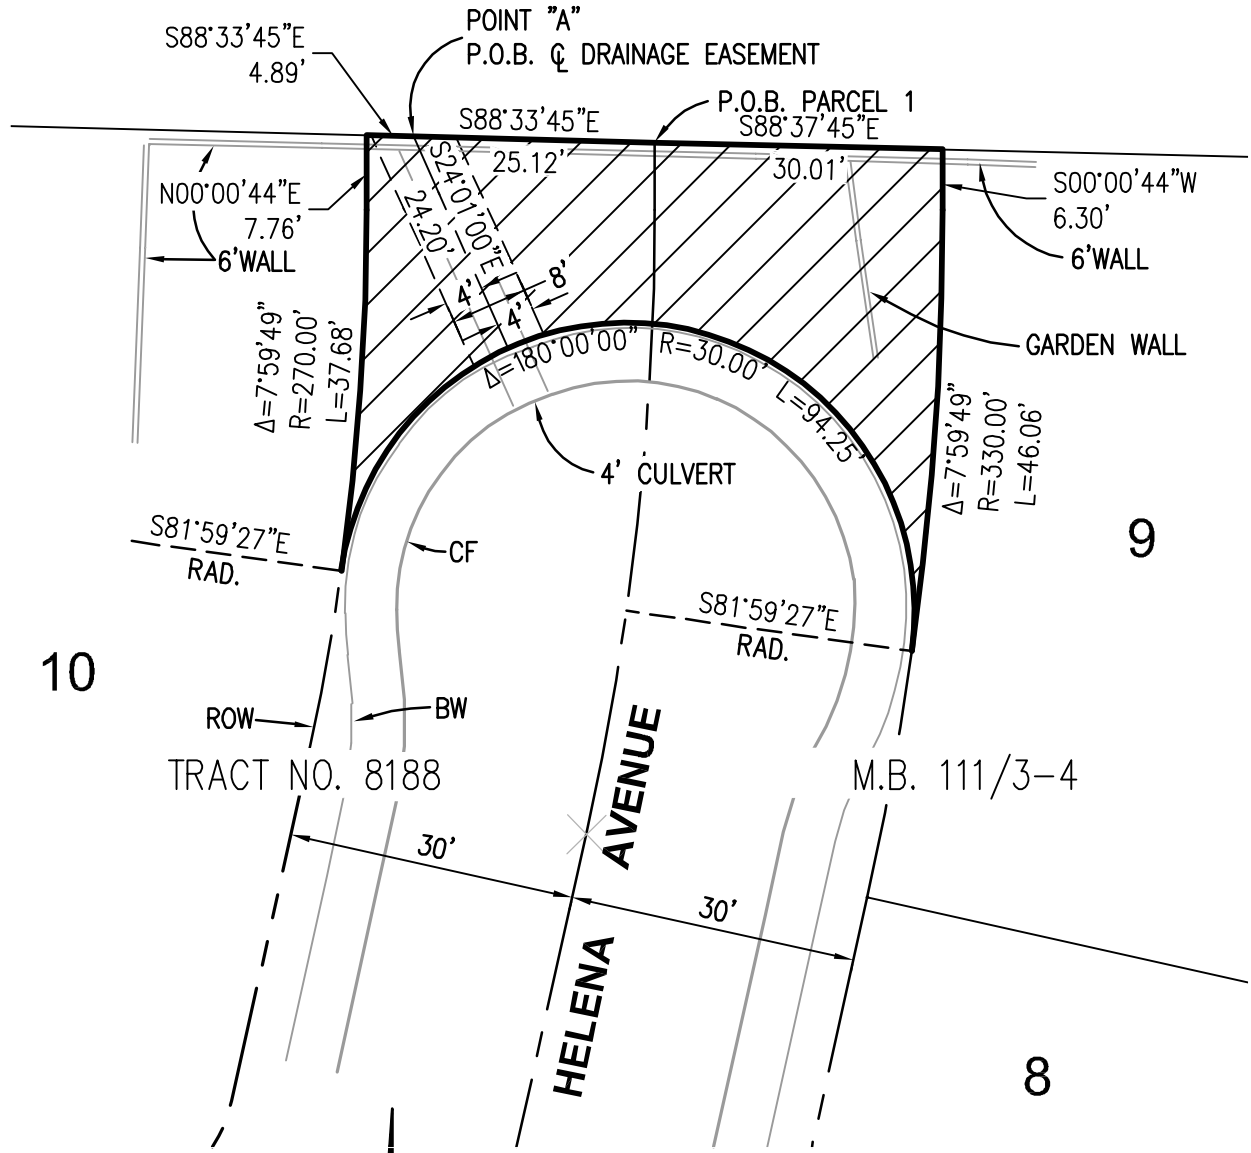 POINT "A"
P.O.B. ℄ DRAINAGE EASEMENT
S88°33'45"E
4.89'
P.O.B. PARCEL 1
S88°33'45"E
25.12'
S88°37'45"E
30.01'
N00°00'44"E
7.76'
S00°00'44"W
6.30'
S24°01'00"E
24.20'
6'WALL
6'WALL
4'
8'
4'
GARDEN WALL
Δ=7°59'49"
R=270.00'
L=37.68'
Δ=180°00'00"
R=30.00'
L=94.25'
Δ=7°59'49"
R=330.00'
L=46.06'
4' CULVERT
S81°59'27"E
RAD.
CF
9
S81°59'27"E
RAD.
10
ROW
BW
TRACT NO. 8188
M.B. 111/3-4
30'
30'
HELENA AVENUE
8